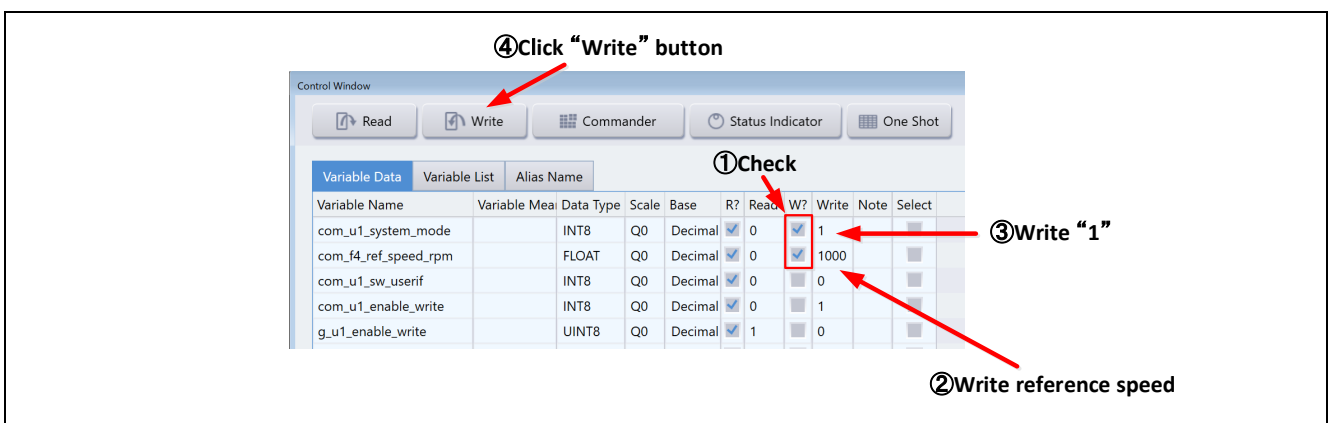 ④Click “Write” button
Control Window
Read Write Commander Status Indicator One Shot
①Check
Variable Data Variable List Alias Name
Variable Name Variable Mea Data Type Scale Base R? Read W? Write Note Select
com_u1_system_mode INT8 Q0 Decimal 0 1
③Write “1”
com_f4_ref_speed_rpm FLOAT Q0 Decimal 0 1000
com_u1_sw_userif INT8 Q0 Decimal 0 0
com_u1_enable_write INT8 Q0 Decimal 0 1
g_u1_enable_write UINT8 Q0 Decimal 1 0
②Write reference speed